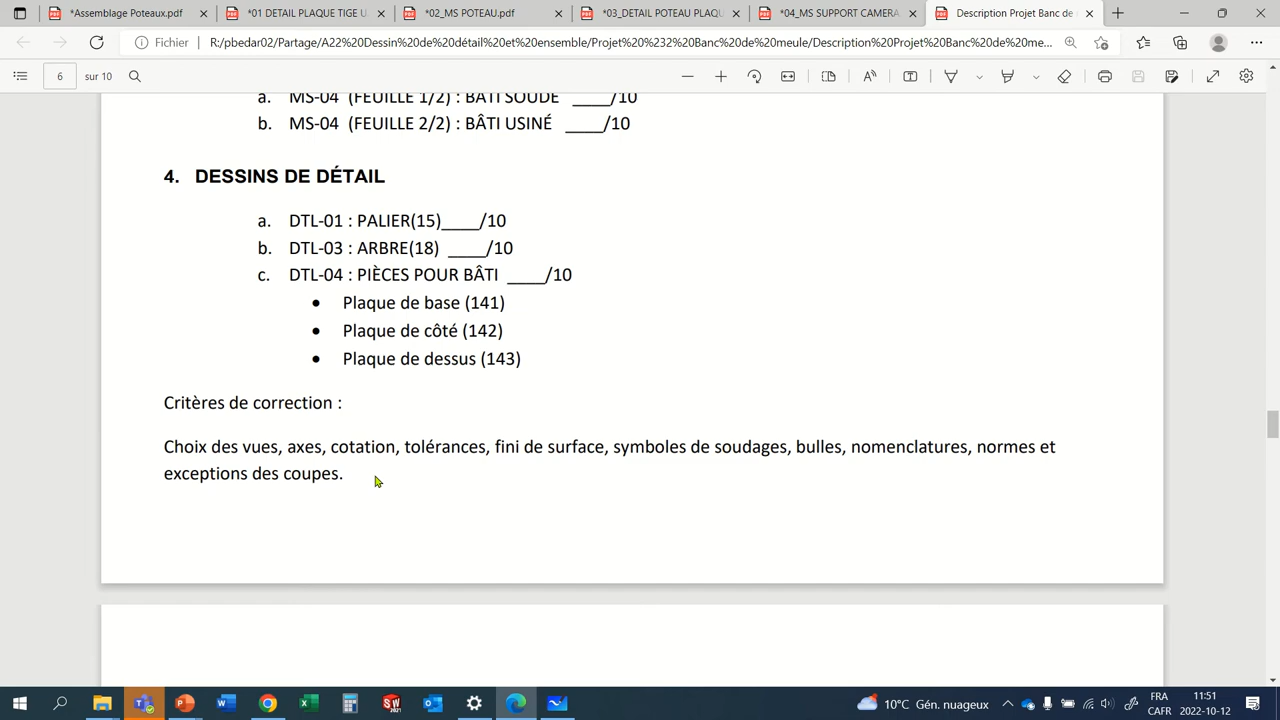 *Assemblage Poteaux.pdf
*01 DETAIL PLAQUE TIGE U
*02_MS POTEAU.pdf
*03_DETAIL POTEAU PLAQU
*04_MS SUPPORT CAMERA.
Description Projet Banc de
Fichier
R:/pbedar02/Partage/A22%20Dessin%20de%20détail%20et%20ensemble/Projet%20%232%20Banc%20de%20meule/Description%20Projet%20Banc%20de%20me...
6 sur 10
a. MS-04 (FEUILLE 1/2) : BÂTI SOUDÉ ____/10
b. MS-04 (FEUILLE 2/2) : BÂTI USINÉ ____/10
4. DESSINS DE DÉTAIL
a. DTL-01 : PALIER(15)____/10
b. DTL-03 : ARBRE(18) ____/10
c. DTL-04 : PIÈCES POUR BÂTI ____/10
• Plaque de base (141)
• Plaque de côté (142)
• Plaque de dessus (143)
Critères de correction :
Choix des vues, axes, cotation, tolérances, fini de surface, symboles de soudages, bulles, nomenclatures, normes et
exceptions des coupes.
10°C Gén. nuageux
FRA
CAFR
11:51
2022-10-12